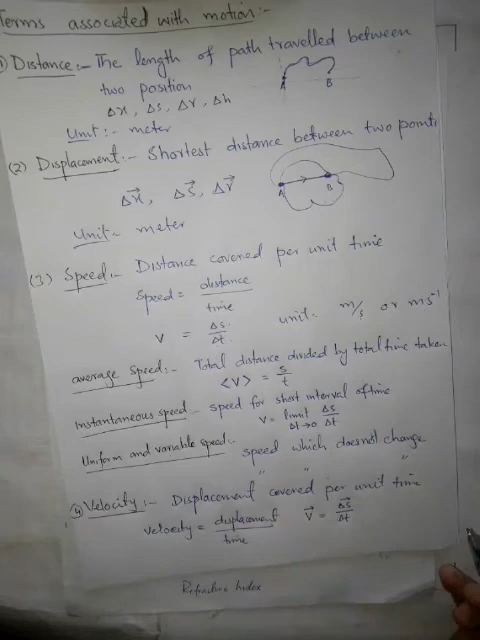 Terms associated with motion:-
① Distance:- The length of path travelled between
two position
Δx, Δs, Δr, Δh
A B
Unit:- meter
(2) Displacement:- Shortest distance between two points
Δx⃗, Δs⃗, Δr⃗
A B
Unit:- meter
(3) Speed:- Distance covered per unit time
Speed = distance / time
v = Δs / Δt unit:- m/s or ms⁻¹
average Speed:- Total distance divided by total time taken
<v> = s / t
instantaneous speed - speed for short interval of time
v = limit Δt→0 Δs / Δt
Uniform and variable speed:- speed which does not change
" " "
④ Velocity:- Displacement covered per unit time
velocity = displacement / time v⃗ = Δs⃗ / Δt
Refractive Index